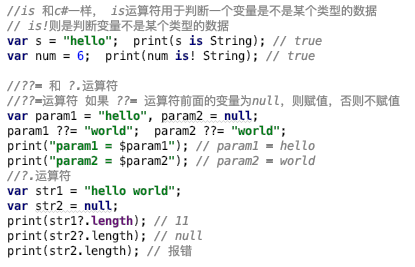 //is 和c#一样， is运算符用于判断一个变量是不是某个类型的数据
// is!则是判断变量不是某个类型的数据
var s = "hello";  print(s is String); // true
var num = 6;  print(num is! String); // true

//??= 和 ?.运算符
//??=运算符 如果 ??= 运算符前面的变量为null，则赋值，否则不赋值
var param1 = "hello", param2 = null;
param1 ??= "world";  param2 ??= "world";
print("param1 = $param1"); // param1 = hello
print("param2 = $param2"); // param2 = world
//?.运算符
var str1 = "hello world";
var str2 = null;
print(str1?.length); // 11
print(str2?.length); // null
print(str2.length); // 报错